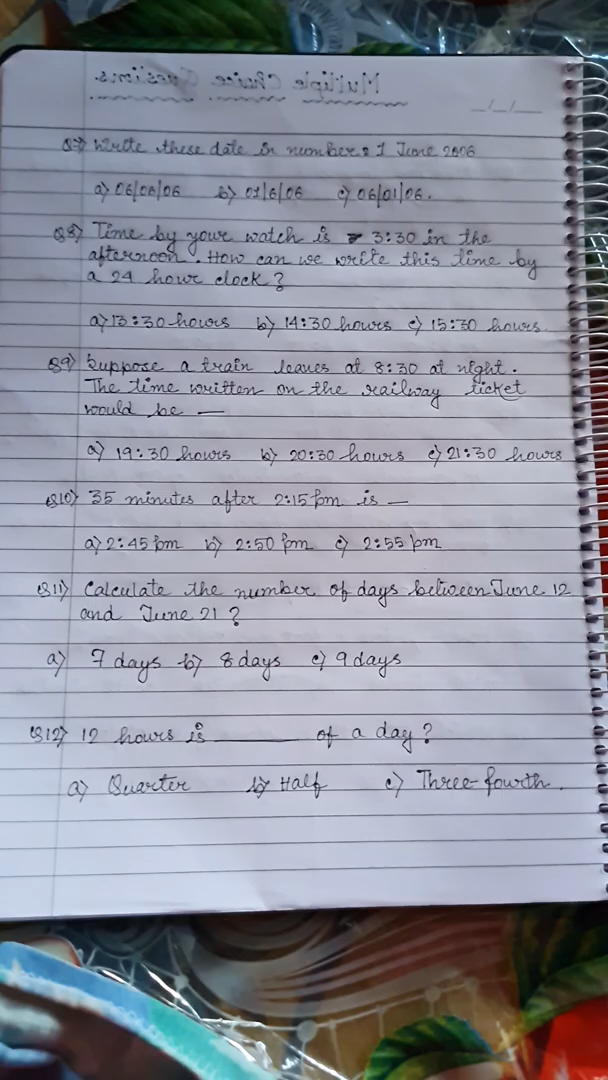 Multiple Choice Questions.
Q7) Write these date in number: 1 June 2006
a) 06/06/06 b) 01/6/06 c) 06/01/06.
Q8) Time by your watch is 3:30 in the
afternoon. How can we write this time by
a 24 hour clock?
a) 13:30 hours b) 14:30 hours c) 15:30 hours.
Q9) Suppose a train leaves at 8:30 at night.
The time written on the railway ticket
would be —
a) 19:30 hours b) 20:30 hours c) 21:30 hours
Q10) 35 minutes after 2:15 pm is —
a) 2:45 pm b) 2:50 pm c) 2:55 pm
Q11) Calculate the number of days between June 12
and June 21?
a) 7 days b) 8 days c) 9 days
Q12) 12 hours is ______ of a day?
a) Quarter b) Half c) Three-fourth.